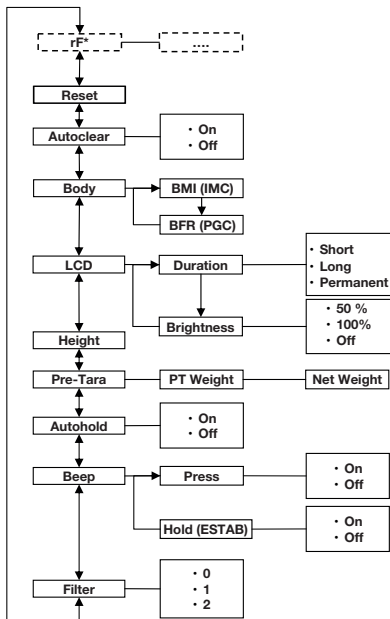 rF*
....
Reset
Autoclear
• On
• Off
Body
BMI (IMC)
BFR (PGC)
LCD
Duration
• Short
• Long
• Permanent
Brightness
• 50 %
• 100%
• Off
Height
Pre-Tara
PT Weight
Net Weight
Autohold
• On
• Off
Beep
Press
• On
• Off
Hold (ESTAB)
• On
• Off
Filter
• 0
• 1
• 2